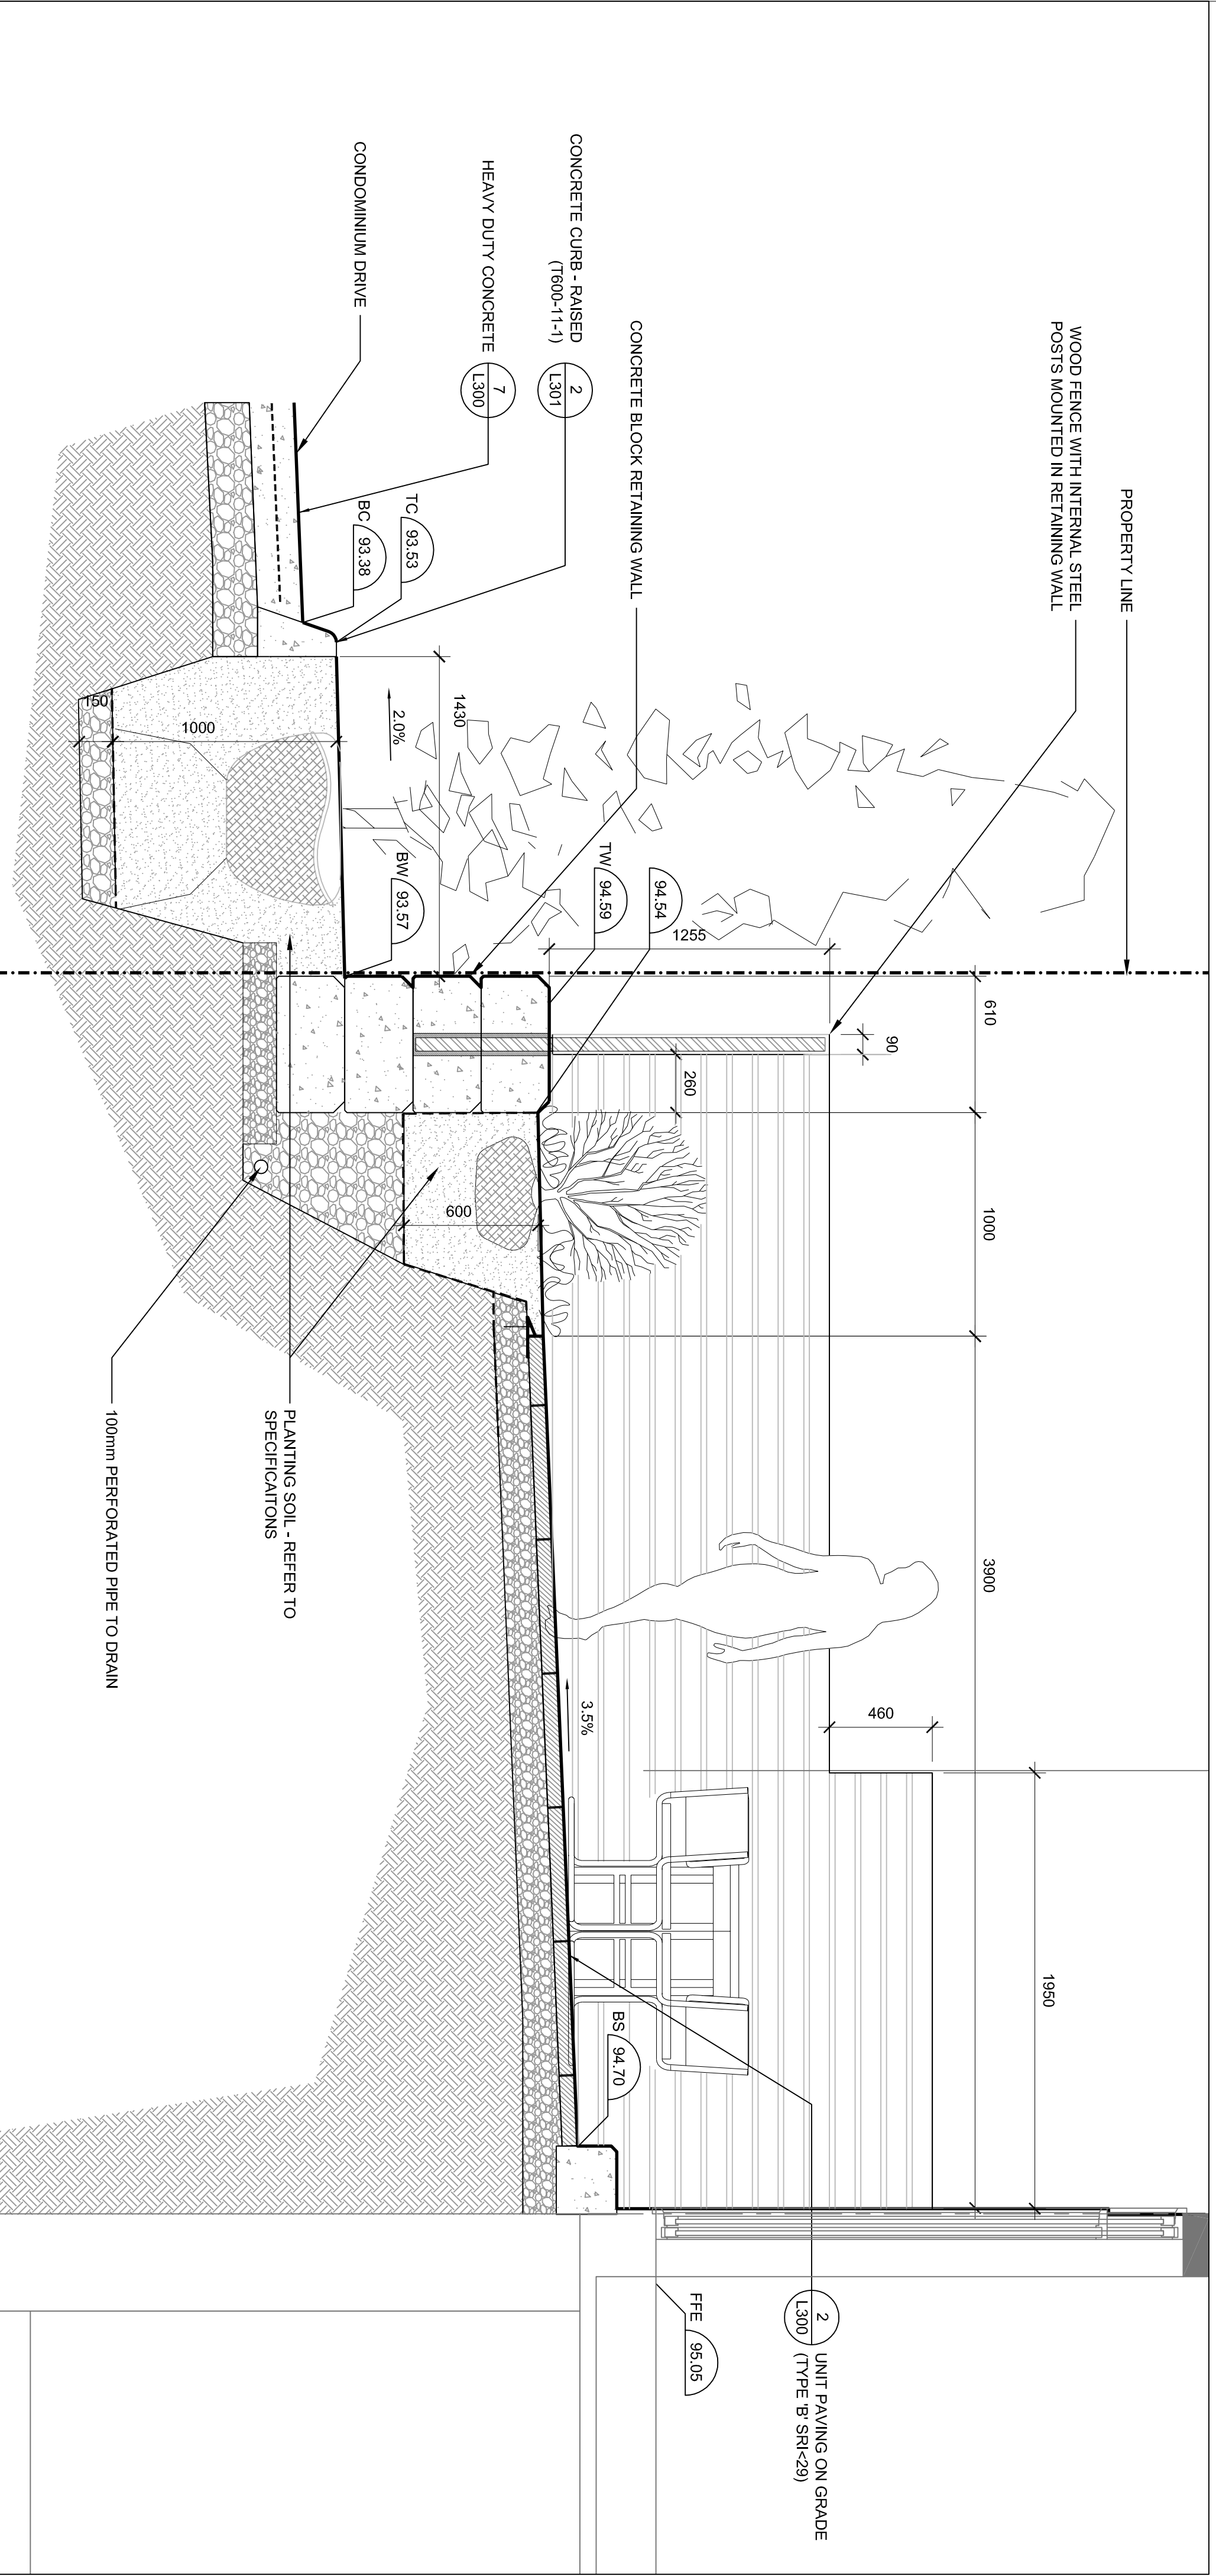 PROPERTY LINE
WOOD FENCE WITH INTERNAL STEEL
POSTS MOUNTED IN RETAINING WALL
CONCRETE BLOCK RETAINING WALL
CONCRETE CURB - RAISED
(T600-11-1)
2
L301
HEAVY DUTY CONCRETE
7
L300
CONDOMINIUM DRIVE
TC 93.53
BC 93.38
1430
2.0%
150
1000
BW 93.57
TW 94.59
94.54
1255
610
90
260
1000
600
3900
460
1950
3.5%
BS 94.70
2
L300
UNIT PAVING ON GRADE
(TYPE 'B' SRI<29)
FFE 95.05
PLANTING SOIL - REFER TO
SPECIFICAITONS
100mm PERFORATED PIPE TO DRAIN